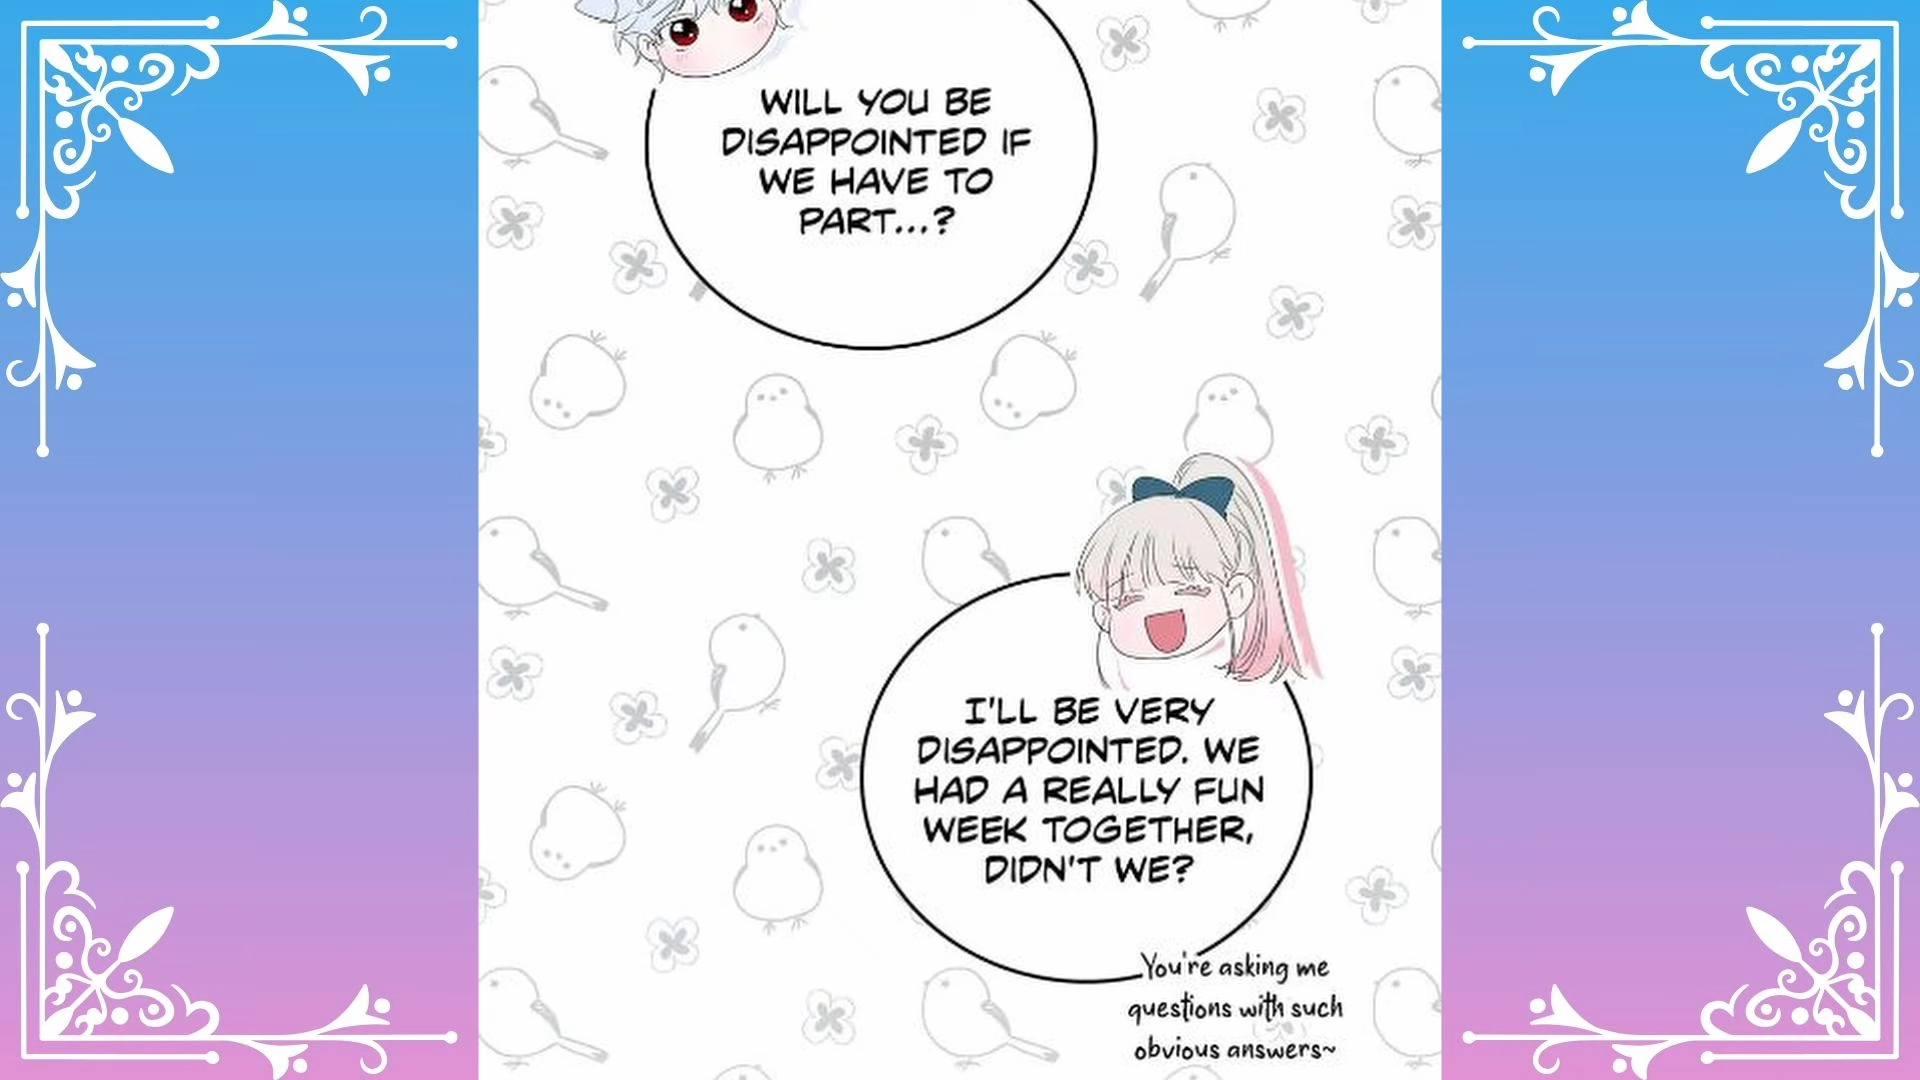 WILL YOU BE
DISAPPOINTED IF
WE HAVE TO
PART...?
I'LL BE VERY
DISAPPOINTED. WE
HAD A REALLY FUN
WEEK TOGETHER,
DIDN'T WE?
You're asking me
questions with such
obvious answers~